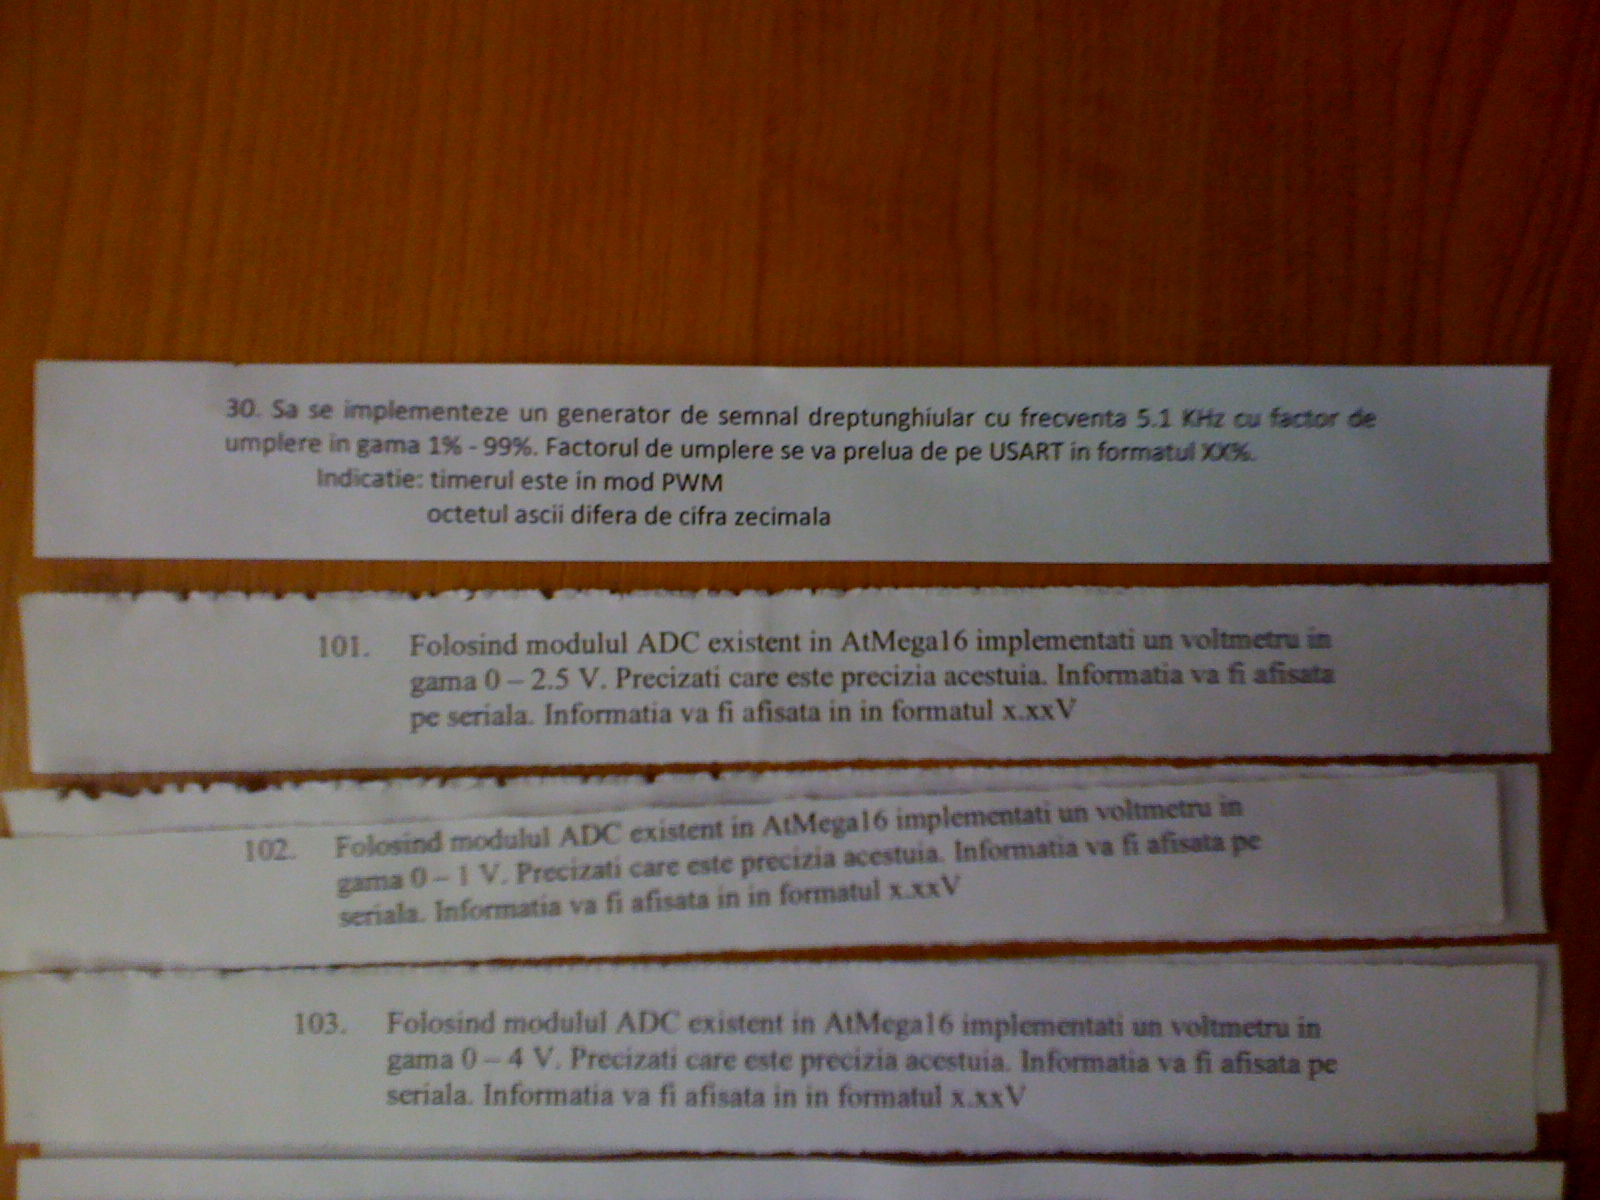 30. Sa se implementeze un generator de semnal dreptunghiular cu frecventa 5.1 KHz cu factor de
umplere in gama 1% - 99%. Factorul de umplere se va prelua de pe USART in formatul XX%.
Indicatie: timerul este in mod PWM
octetul ascii difera de cifra zecimala
101. Folosind modulul ADC existent in AtMega16 implementati un voltmetru in
gama 0 – 2.5 V. Precizati care este precizia acestuia. Informatia va fi afisata
pe seriala. Informatia va fi afisata in in formatul x.xxV
102. Folosind modulul ADC existent in AtMega16 implementati un voltmetru in
gama 0 – 1 V. Precizati care este precizia acestuia. Informatia va fi afisata pe
seriala. Informatia va fi afisata in in formatul x.xxV
103. Folosind modulul ADC existent in AtMega16 implementati un voltmetru in
gama 0 – 4 V. Precizati care este precizia acestuia. Informatia va fi afisata pe
seriala. Informatia va fi afisata in in formatul x.xxV